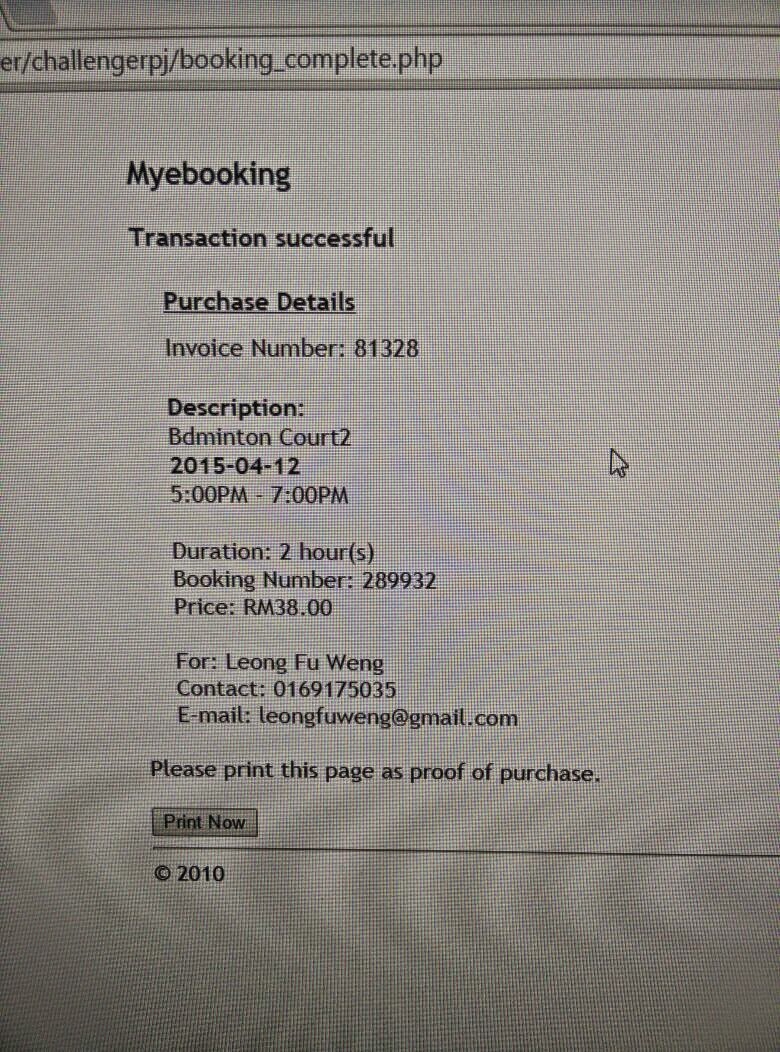 er/challengerpj/booking_complete.php
Myebooking
Transaction successful
Purchase Details
Invoice Number: 81328
Description:
Bdminton Court2
2015-04-12
5:00PM - 7:00PM
Duration: 2 hour(s)
Booking Number: 289932
Price: RM38.00
For: Leong Fu Weng
Contact: 0169175035
E-mail: leongfuweng@gmail.com
Please print this page as proof of purchase.
Print Now
© 2010